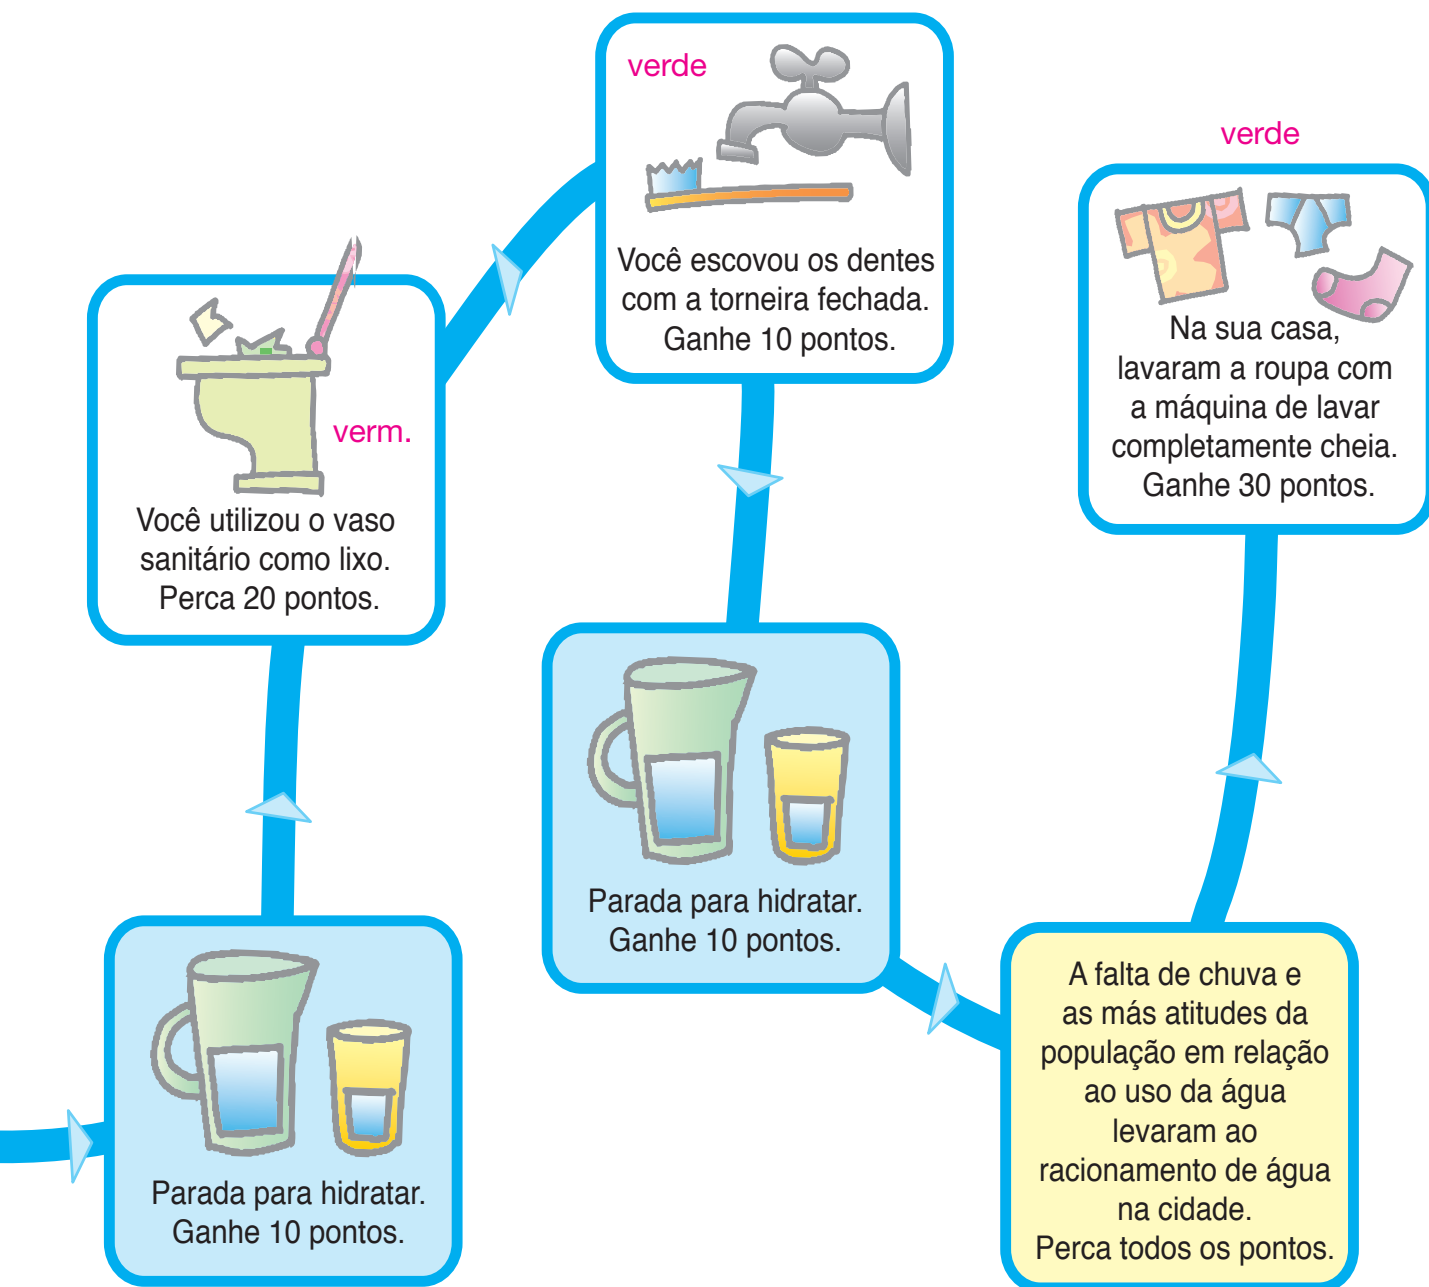 Parada para hidratar.
Ganhe 10 pontos.
verm.
Você utilizou o vaso
sanitário como lixo.
Perca 20 pontos.
verde
Você escovou os dentes
com a torneira fechada.
Ganhe 10 pontos.
Parada para hidratar.
Ganhe 10 pontos.
A falta de chuva e
as más atitudes da
população em relação
ao uso da água
levaram ao
racionamento de água
na cidade.
Perca todos os pontos.
verde
Na sua casa,
lavaram a roupa com
a máquina de lavar
completamente cheia.
Ganhe 30 pontos.